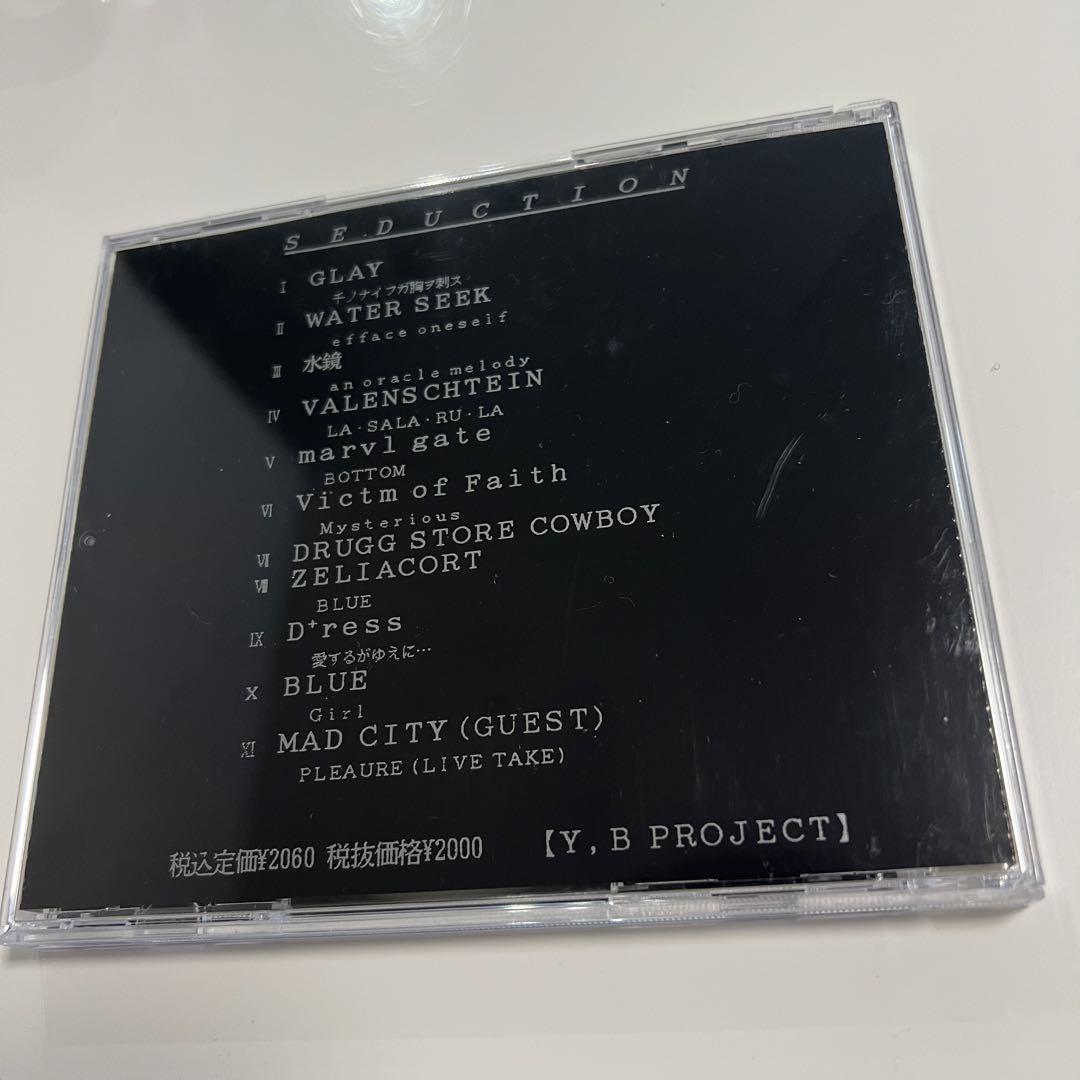 SEDUCTION
I GLAY
千ノナイフガ胸ヲ刺ス
II WATER SEEK
efface oneself
III 水鏡
an oracle melody
IV VALENSCHTEIN
LA・SALA・RU・LA
V marvl gate
BOTTOM
VI Victm of Faith
Mysterious
VII DRUGG STORE COWBOY
VIII ZELIACORT
BLUE
IX D+ress
愛するがゆえに…
X BLUE
Girl
XI MAD CITY (GUEST)
PLEAURE (LIVE TAKE)
税込定価¥2060 税抜価格¥2000 【Y, B PROJECT】